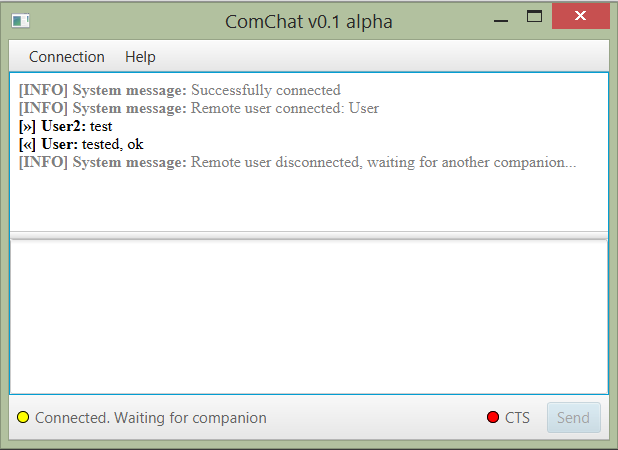 ComChat v0.1 alpha
Connection Help
[INFO] System message: Successfully connected
[INFO] System message: Remote user connected: User
[»] User2: test
[«] User: tested, ok
[INFO] System message: Remote user disconnected, waiting for another companion...
Connected. Waiting for companion CTS Send